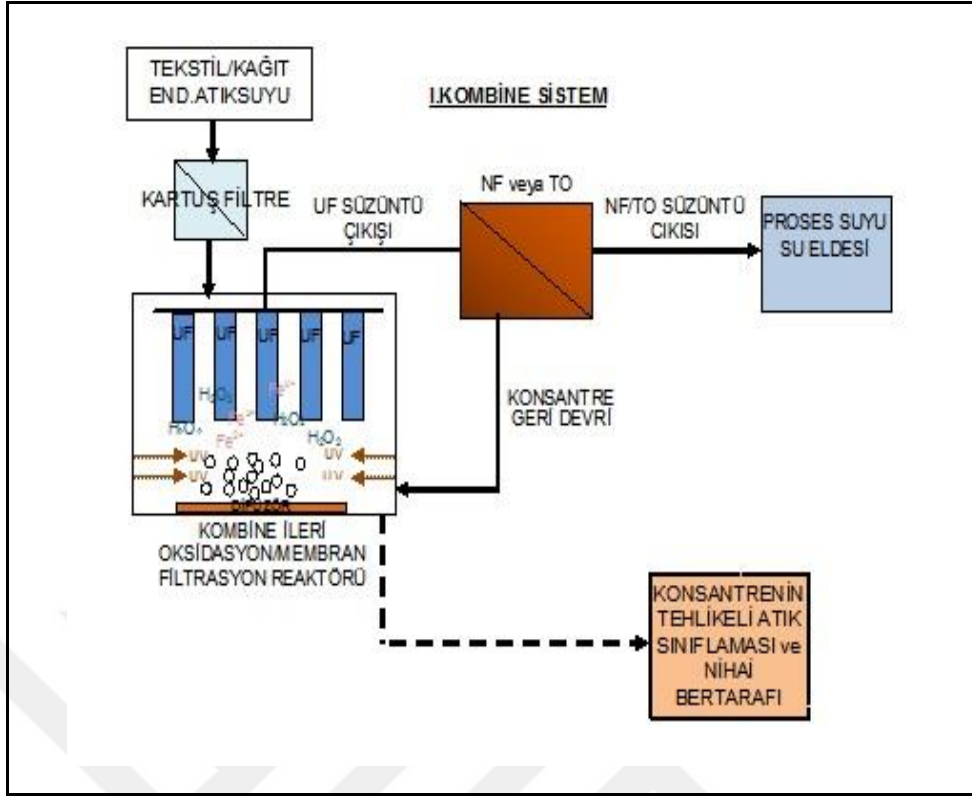 TEKSTİL/KAĞIT
END.ATIKSUYU
I.KOMBİNE SİSTEM
KARTUŞ FİLTRE
UF SÜZÜNTÜ
ÇIKIŞI
NF veya TO
NF/TO SÜZÜNTÜ
CIKISI
PROSES SUYU
SU ELDESİ
UF UF UF UF UF
H₂O₂
Fe²⁺
H₂O₂
Fe²⁺
H₂O₂
Fe²⁺
H₂O₂
UV UV
UV UV
DİFÜZÖR
KONSANTRE
GERİ DEVRİ
KOMBİNE İLERİ
OKSİDASYON/MEMBRAN
FİLTRASYON REAKTÖRÜ
KONSANTRENİN
TEHLİKELİ ATIK
SINIFLAMASI ve
NİHAİ
BERTARAFI